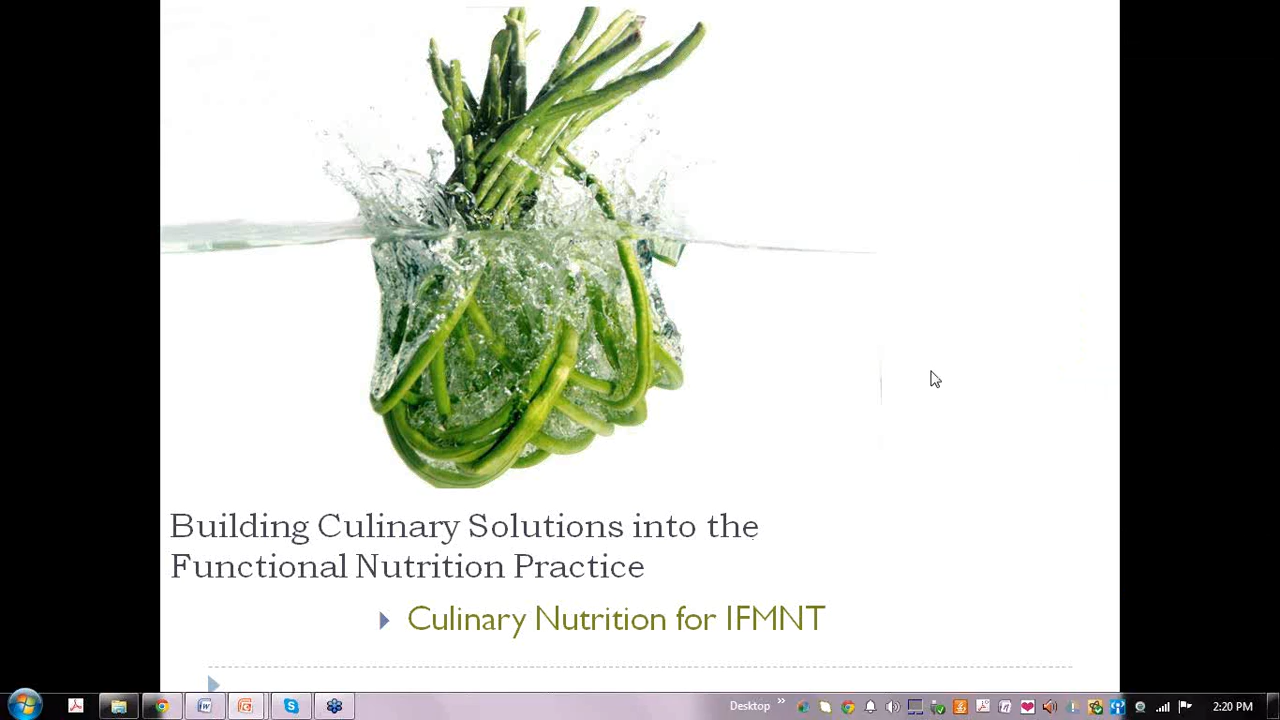 Building Culinary Solutions into the
Functional Nutrition Practice
Culinary Nutrition for IFMNT
Desktop
2:20 PM